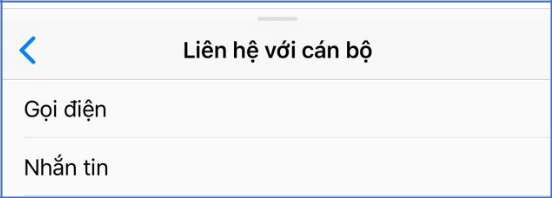 Liên hệ với cán bộ
Gọi điện
Nhắn tin